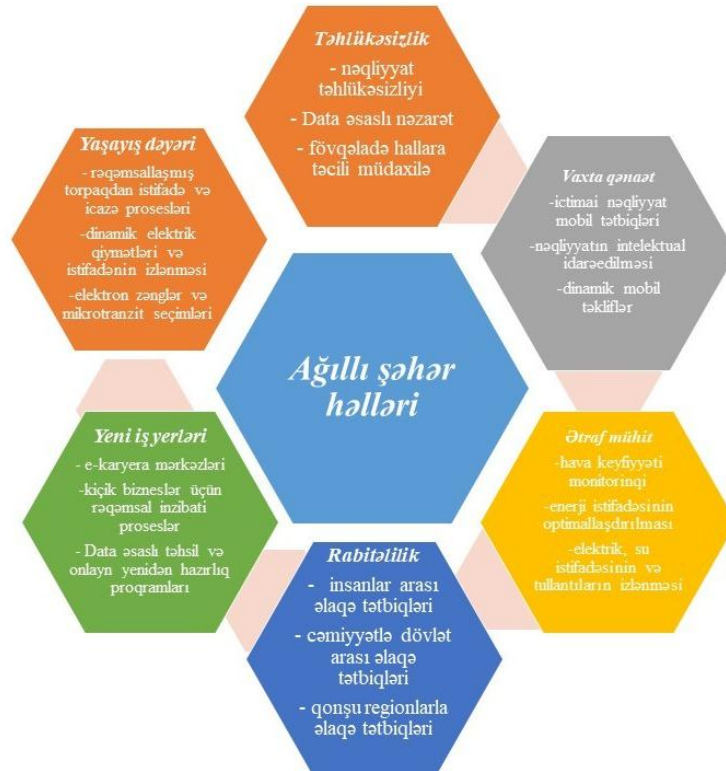 Təhlükəsizlik
- nəqliyyat
təhlükəsizliyi
- Data əsaslı nəzarət
- fövqəladə hallara
təcili müdaxilə
Yaşayış dəyəri
- rəqəmsallaşmış
torpaqdan istifadə və
icazə prosesləri
-dinamik elektrik
qiymətləri və
istifadənin izlənməsi
-elektron zənglər və
mikrotranzit seçimləri
Vaxta qənaət
-ictimai nəqliyyat
mobil tətbiqləri
-nəqliyyatın intelektual
idarəedilməsi
-dinamik mobil
təkliflər
Ağıllı şəhər
həlləri
Yeni iş yerləri
- e-karyera mərkəzləri
-kiçik bizneslər üçün
rəqəmsal inzibati
proseslər
- Data əsaslı təhsil və
onlayn yenidən hazırlıq
proqramları
Ətraf mühit
-hava keyfiyyəti
monitorinqi
-enerji istifadəsinin
optimallaşdırılması
-elektrik, su
istifadəsinin və
tullantıların izlənməsi
Rabitəlilik
- insanlar arası
əlaqə tətbiqləri
- cəmiyyətlə dövlət
arası əlaqə
tətbiqləri
- qonşu regionlarla
əlaqə tətbiqləri